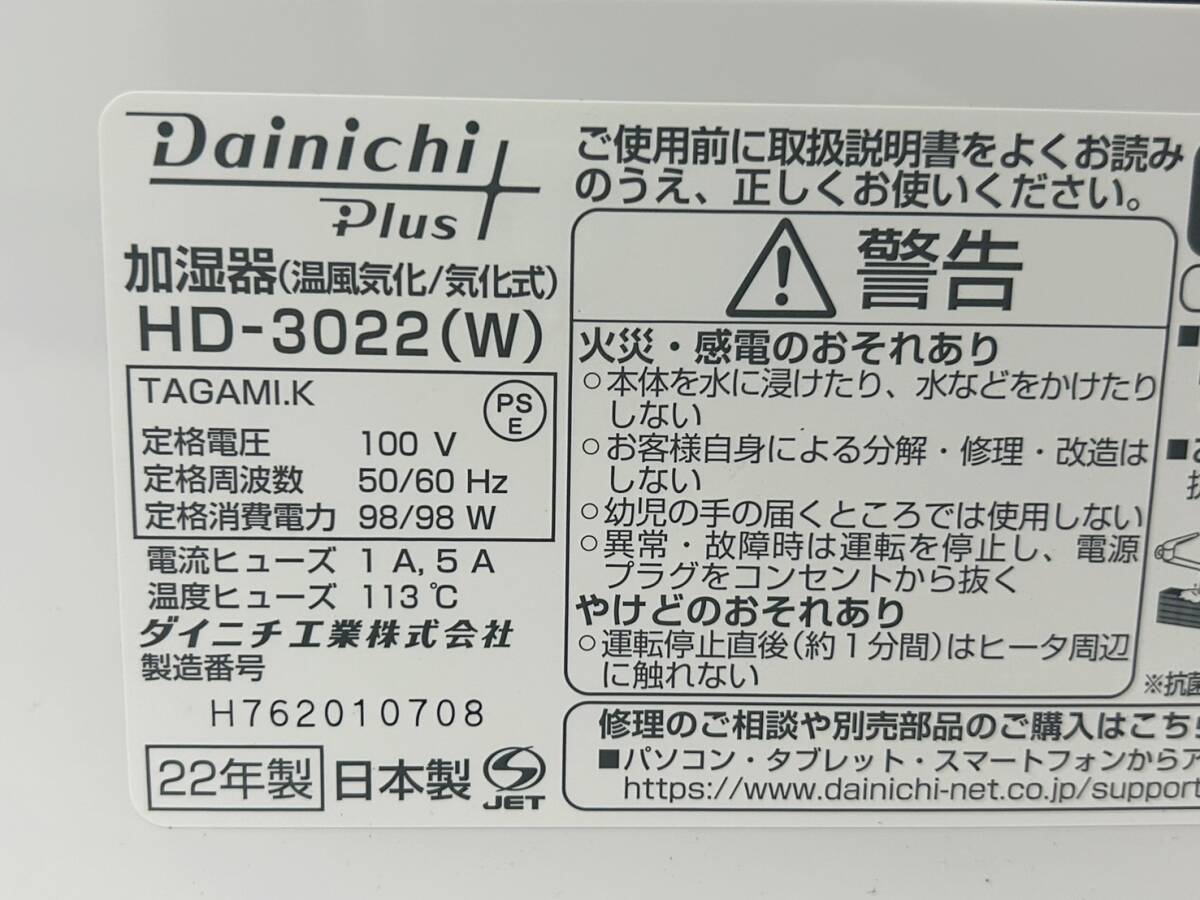 Dainichi
Plus
加湿器(温風気化/気化式)
HD-3022(W)
TAGAMI.K
PS
E
定格電圧 100 V
定格周波数 50/60 Hz
定格消費電力 98/98 W
電流ヒューズ 1 A, 5 A
温度ヒューズ 113 ℃
ダイニチ工業株式会社
製造番号
H762010708
22年製 日本製
JET
ご使用前に取扱説明書をよくお読み
のうえ、正しくお使いください。
警告
火災・感電のおそれあり
○本体を水に浸けたり、水などをかけたり
しない
○お客様自身による分解・修理・改造は
しない
○幼児の手の届くところでは使用しない
○異常・故障時は運転を停止し、電源
プラグをコンセントから抜く
やけどのおそれあり
○運転停止直後(約1分間)はヒータ周辺
に触れない
※抗菌
修理のご相談や別売部品のご購入はこち
■パソコン・タブレット・スマートフォンからア
https://www.dainichi-net.co.jp/support